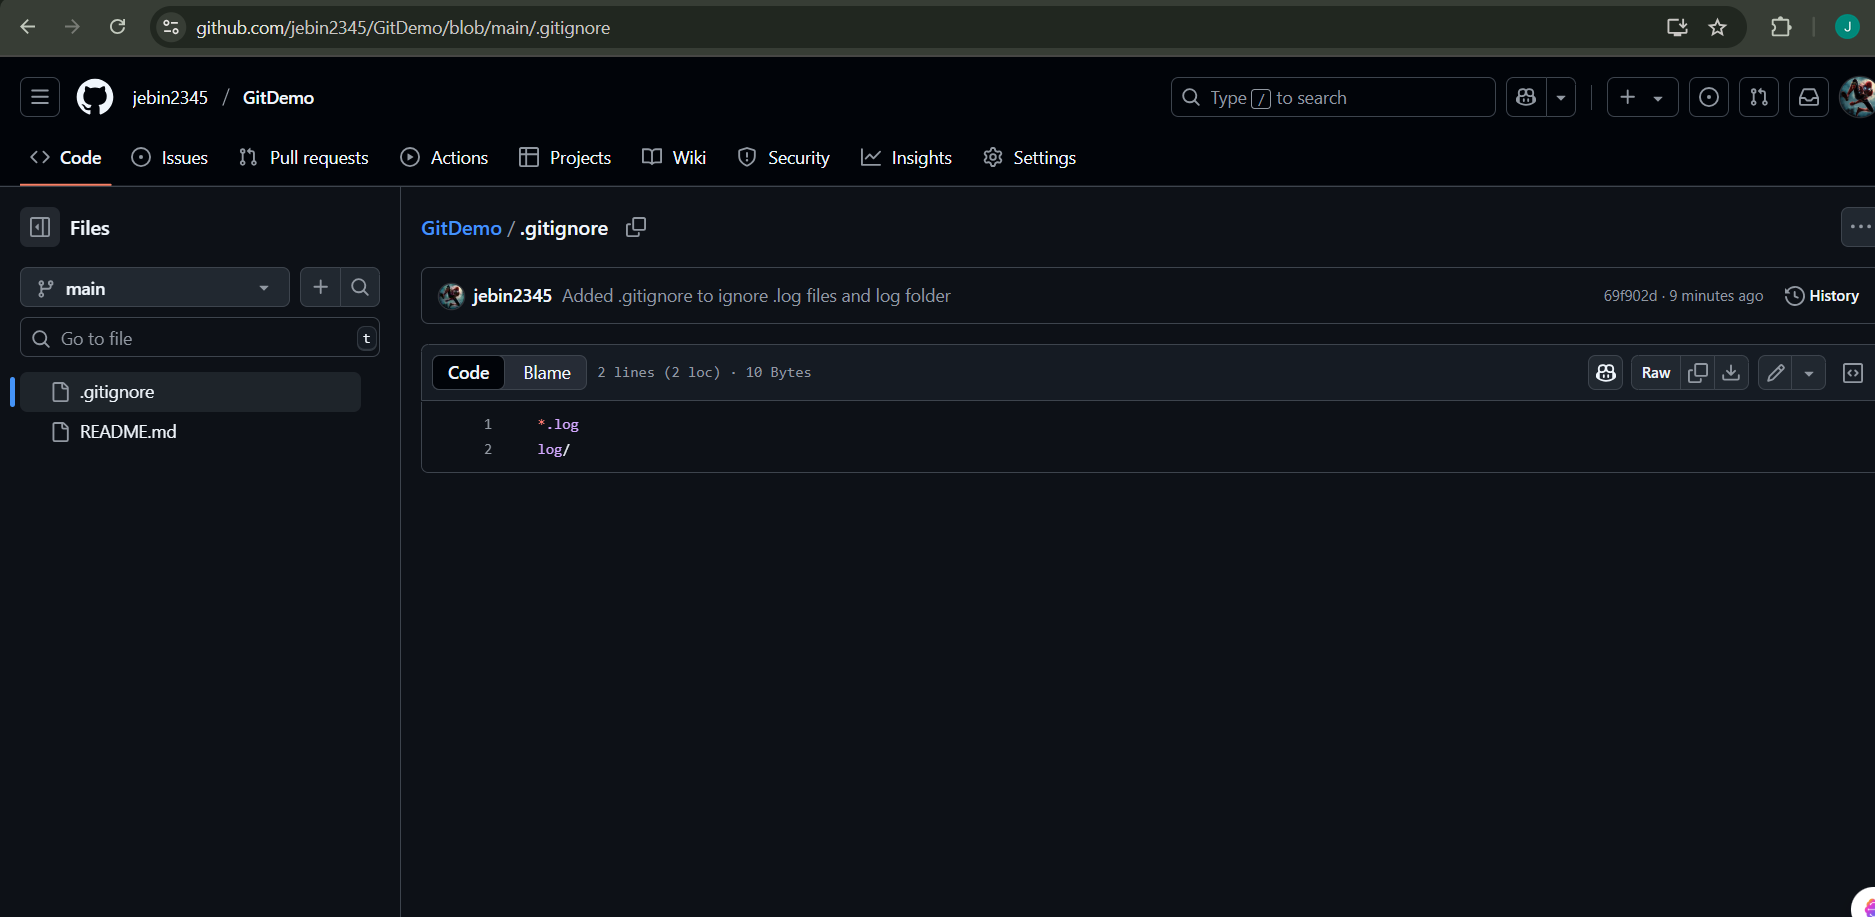 github.com/jebin2345/GitDemo/blob/main/.gitignore
J
jebin2345 / GitDemo
Type / to search
Code Issues Pull requests Actions Projects Wiki Security Insights Settings
Files
main
Go to file t
.gitignore
README.md
GitDemo / .gitignore
jebin2345 Added .gitignore to ignore .log files and log folder 69f902d · 9 minutes ago History
Code Blame 2 lines (2 loc) · 10 Bytes Raw
1 *.log
2 log/